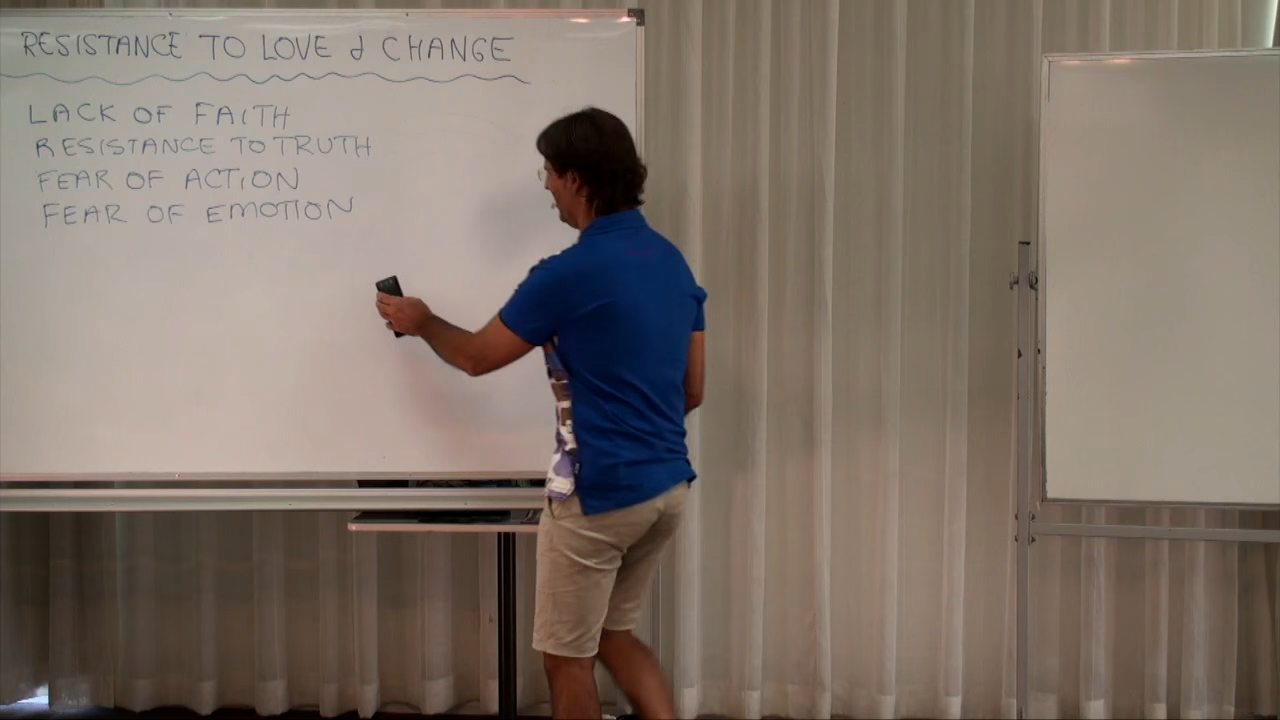 RESISTANCE TO LOVE & CHANGE
LACK OF FAITH
RESISTANCE TO TRUTH
FEAR OF ACTION
FEAR OF EMOTION